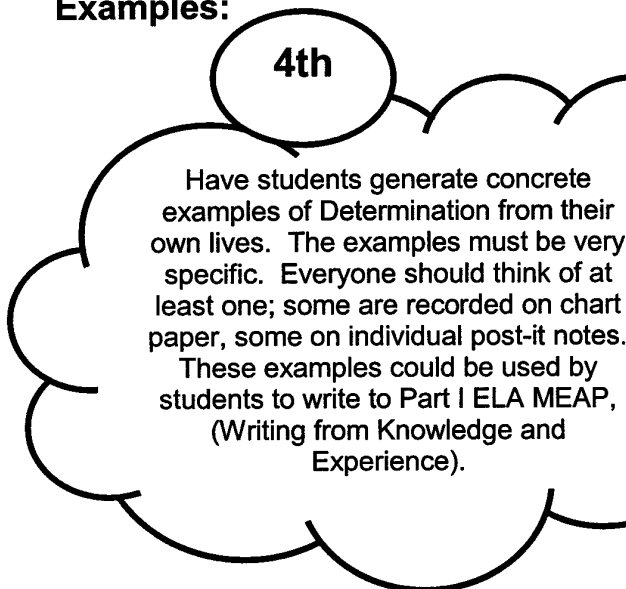 Examples:
4th
Have students generate concrete
examples of Determination from their
own lives. The examples must be very
specific. Everyone should think of at
least one; some are recorded on chart
paper, some on individual post-it notes.
These examples could be used by
students to write to Part I ELA MEAP,
(Writing from Knowledge and
Experience).